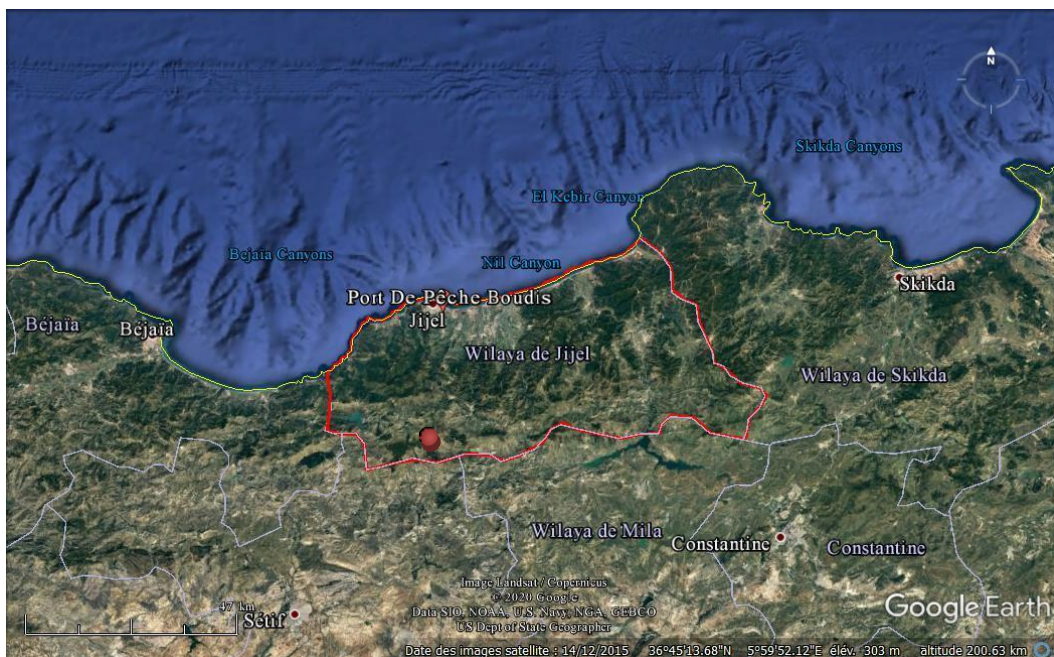 N
Skikda Canyons
El Kebir Canyon
Bejaïa Canyons
Nil Canyon
Skikda
Port De Pêche Boudis
Jijel
Béjaïa
Béjaïa
Wilaya de Jijel
Wilaya de Skikda
Wilaya de Mila
Constantine
Constantine
Image Landsat / Copernicus
© 2020 Google
Data SIO, NOAA, U.S. Navy, NGA, GEBCO
US Dept of State Geographer
Google Earth
47 km
Sétif
Date des images satellite : 14/12/2015 36°45'13.68"N 5°59'52.12"E élév. 303 m altitude 200.63 km